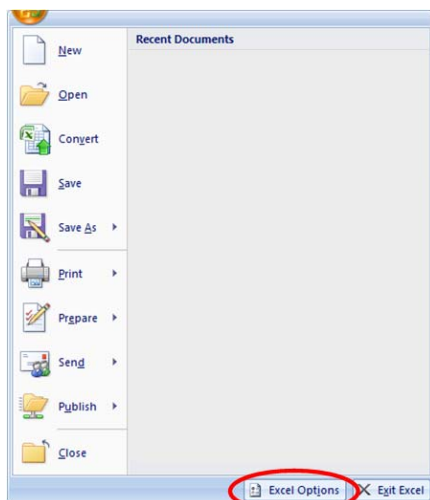 Recent Documents
New
Open
Convert
Save
Save As
Print
Prepare
Send
Publish
Close
Excel Options
Exit Excel